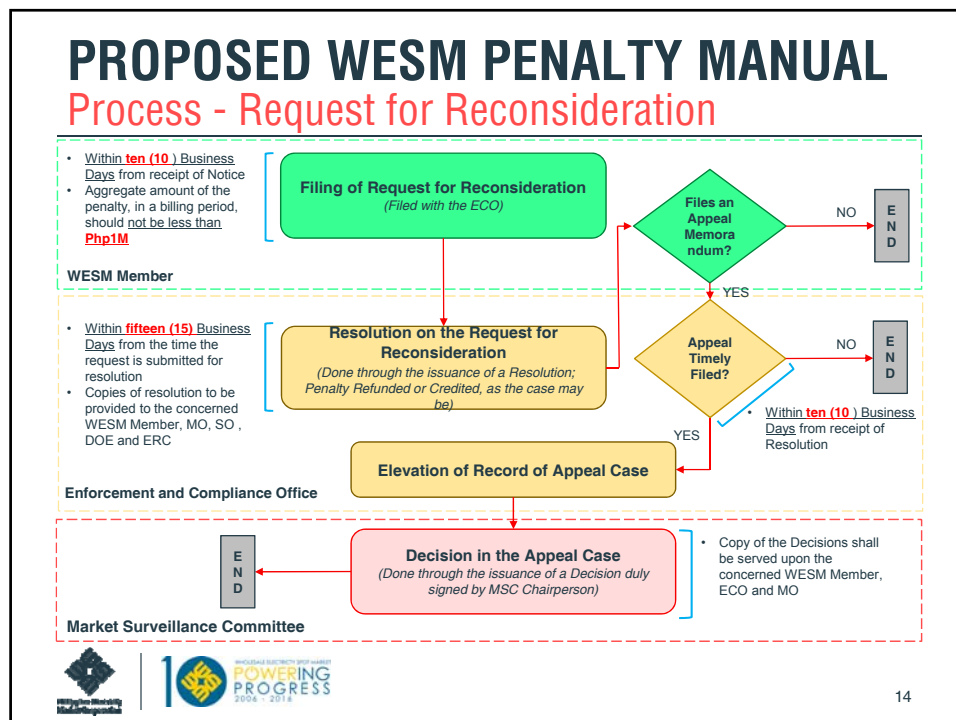 PROPOSED WESM PENALTY MANUAL
Process - Request for Reconsideration
• Within ten (10 ) Business
Days from receipt of Notice
• Aggregate amount of the
penalty, in a billing period,
should not be less than
Php1M
WESM Member
Filing of Request for Reconsideration
(Filed with the ECO)
Files an
Appeal
Memora
ndum?
NO
E
N
D
YES
• Within fifteen (15) Business
Days from the time the
request is submitted for
resolution
• Copies of resolution to be
provided to the concerned
WESM Member, MO, SO ,
DOE and ERC
Enforcement and Compliance Office
Resolution on the Request for
Reconsideration
(Done through the issuance of a Resolution;
Penalty Refunded or Credited, as the case may
be)
Appeal
Timely
Filed?
NO
E
N
D
• Within ten (10 ) Business
Days from receipt of
Resolution
YES
Elevation of Record of Appeal Case
E
N
D
Decision in the Appeal Case
(Done through the issuance of a Decision duly
signed by MSC Chairperson)
• Copy of the Decisions shall
be served upon the
concerned WESM Member,
ECO and MO
Market Surveillance Committee
WHOLESALE ELECTRICITY SPOT MARKET
POWERING
PROGRESS
2006 - 2016
14